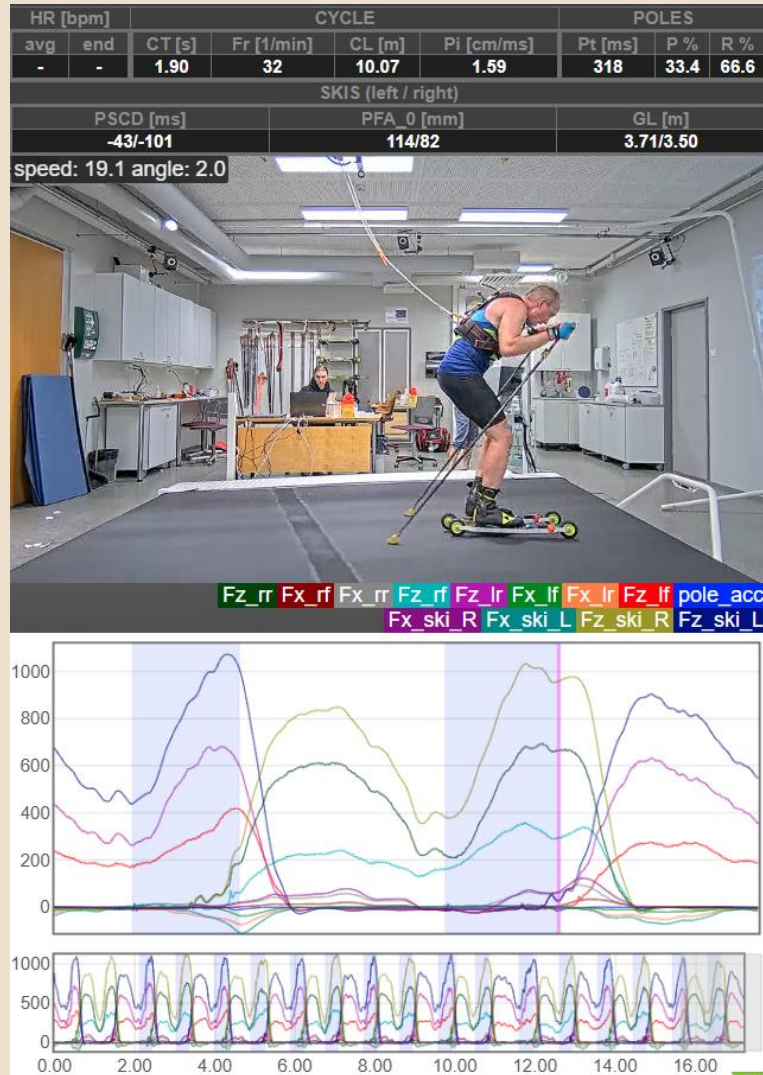 HR [bpm] CYCLE POLES
avg end CT [s] Fr [1/min] CL [m] Pi [cm/ms] Pt [ms] P % R %
- - 1.90 32 10.07 1.59 318 33.4 66.6
SKIS (left / right)
PSCD [ms] PFA_0 [mm] GL [m]
-43/-101 114/82 3.71/3.50
speed: 19.1 angle: 2.0
Fz_rr Fx_rf Fx_rr Fz_rf Fz_lr Fx_lf Fx_lr Fz_lf pole_acc
Fx_ski_R Fx_ski_L Fz_ski_R Fz_ski_L
1000
800
600
400
200
0
1000
500
0
0.00 2.00 4.00 6.00 8.00 10.00 12.00 14.00 16.00